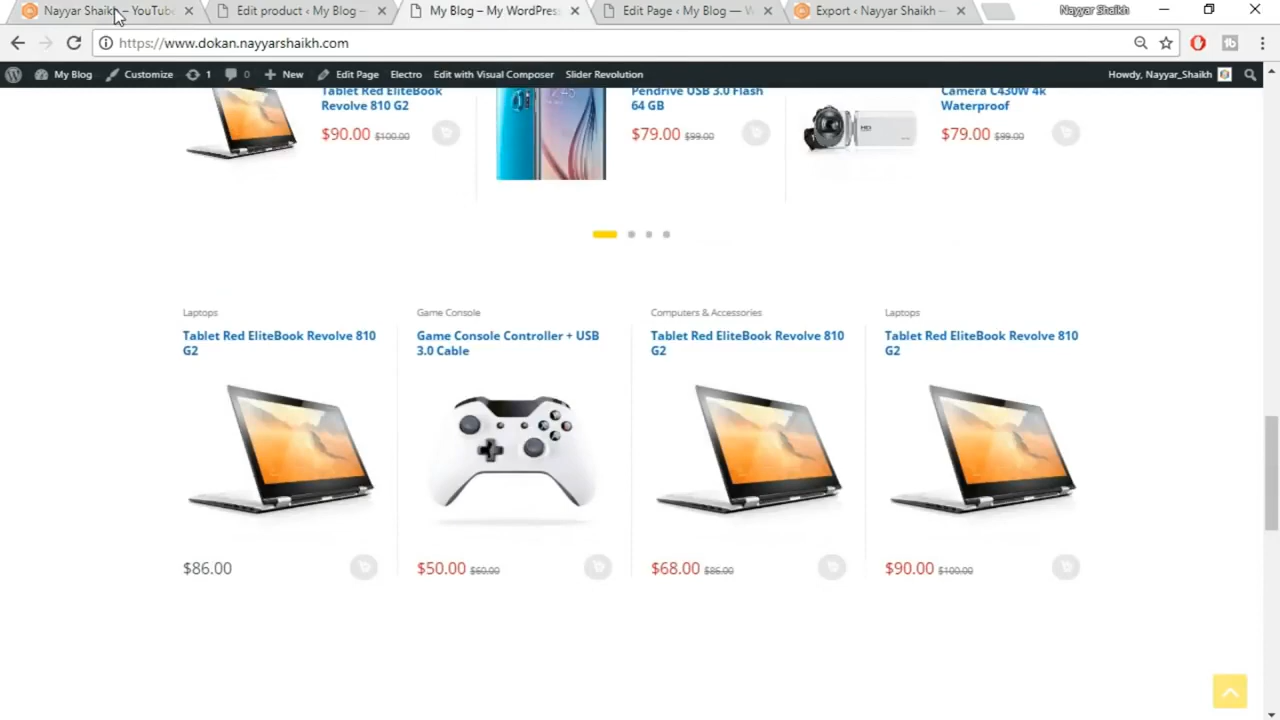 Nayyar Shaikh – YouTube
Edit product ‹ My Blog —
My Blog – My WordPres
Edit Page ‹ My Blog — W
Export ‹ Nayyar Shaikh —
Nayyar Shaikh
https://www.dokan.nayyarshaikh.com
My Blog Customize 1 0 New Edit Page Electro Edit with Visual Composer Slider Revolution Howdy, Nayyar_Shaikh
Tablet Red EliteBook
Revolve 810 G2
$90.00 $100.00
Pendrive USB 3.0 Flash
64 GB
$79.00 $99.00
Camera C430W 4k
Waterproof
$79.00 $99.00
Laptops
Tablet Red EliteBook Revolve 810
G2
$86.00
Game Console
Game Console Controller + USB
3.0 Cable
$50.00 $60.00
Computers & Accessories
Tablet Red EliteBook Revolve 810
G2
$68.00 $86.00
Laptops
Tablet Red EliteBook Revolve 810
G2
$90.00 $100.00